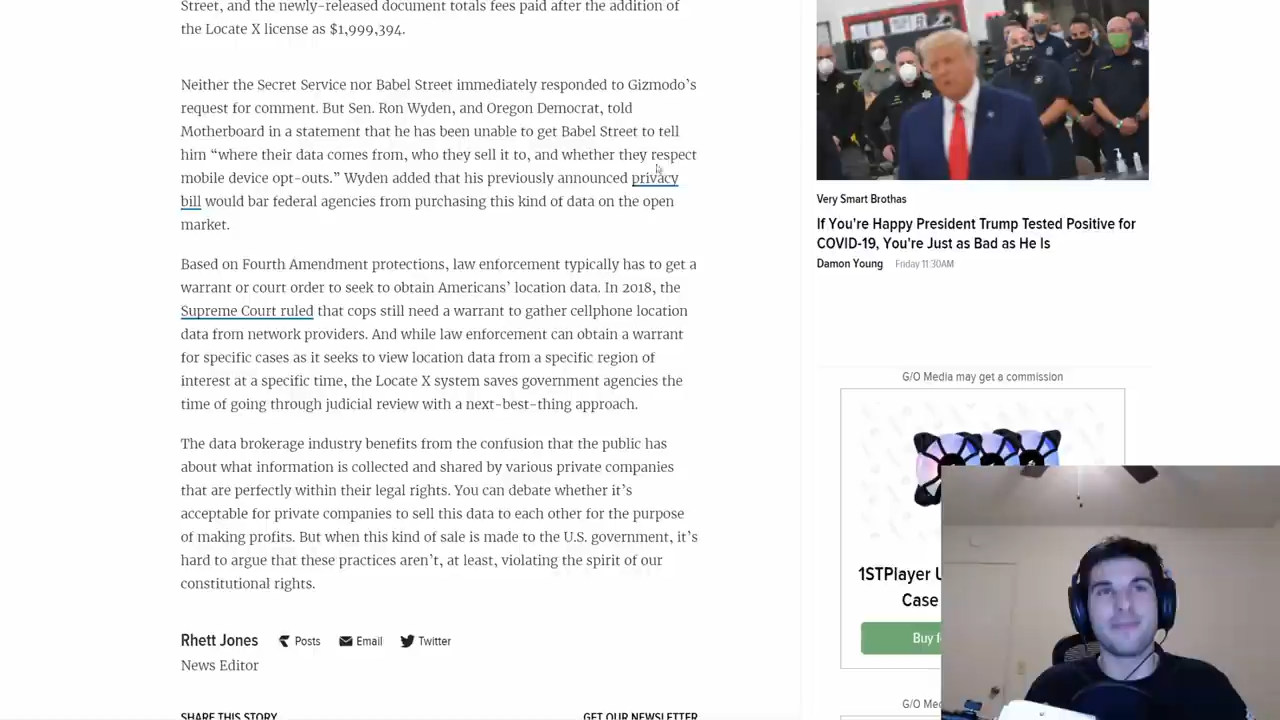 Street, and the newly-released document totals fees paid after the addition of
the Locate X license as $1,999,394.
Neither the Secret Service nor Babel Street immediately responded to Gizmodo's
request for comment. But Sen. Ron Wyden, and Oregon Democrat, told
Motherboard in a statement that he has been unable to get Babel Street to tell
him “where their data comes from, who they sell it to, and whether they respect
mobile device opt-outs.” Wyden added that his previously announced privacy
bill would bar federal agencies from purchasing this kind of data on the open
market.
Based on Fourth Amendment protections, law enforcement typically has to get a
warrant or court order to seek to obtain Americans’ location data. In 2018, the
Supreme Court ruled that cops still need a warrant to gather cellphone location
data from network providers. And while law enforcement can obtain a warrant
for specific cases as it seeks to view location data from a specific region of
interest at a specific time, the Locate X system saves government agencies the
time of going through judicial review with a next-best-thing approach.
The data brokerage industry benefits from the confusion that the public has
about what information is collected and shared by various private companies
that are perfectly within their legal rights. You can debate whether it’s
acceptable for private companies to sell this data to each other for the purpose
of making profits. But when this kind of sale is made to the U.S. government, it’s
hard to argue that these practices aren’t, at least, violating the spirit of our
constitutional rights.
Rhett Jones Posts Email Twitter
News Editor
SHARE THIS STORY
GET OUR NEWSLETTER
Very Smart Brothas
If You're Happy President Trump Tested Positive for
COVID-19, You're Just as Bad as He Is
Damon Young Friday 11:30AM
G/O Media may get a commission
1STPlayer
Case
Buy
G/O